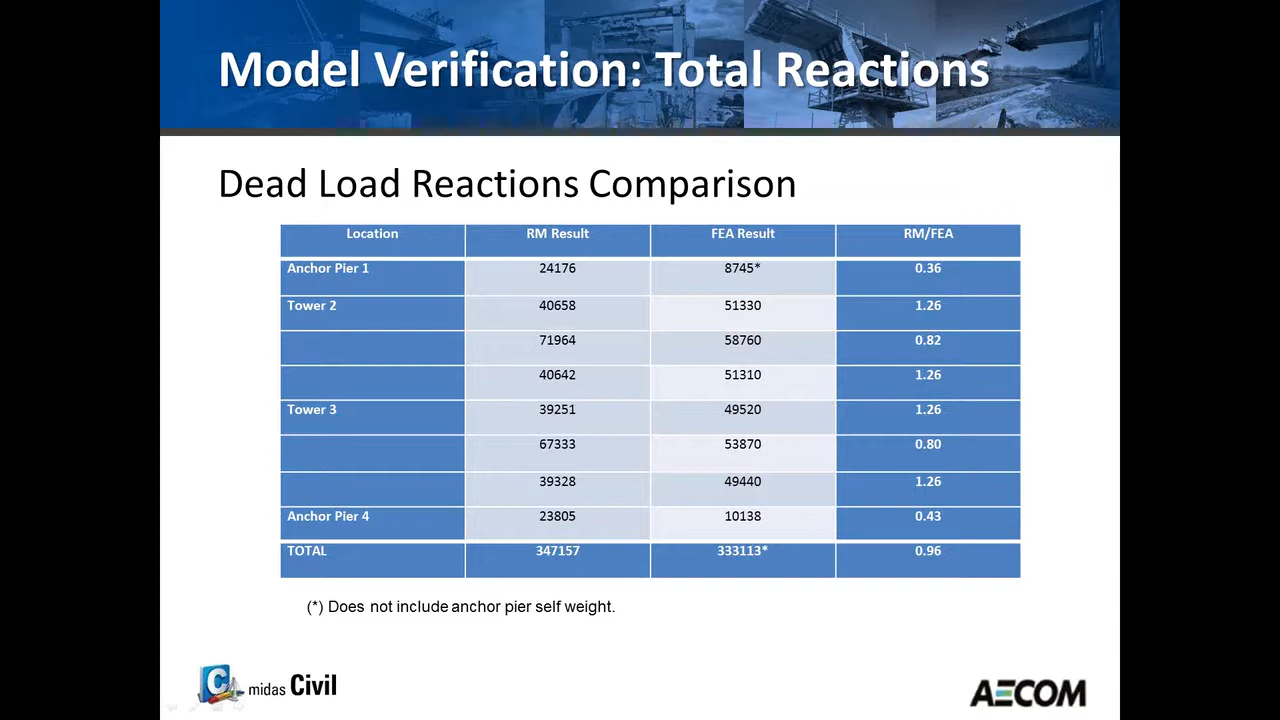 Model Verification: Total Reactions
Dead Load Reactions Comparison
Location RM Result FEA Result RM/FEA
Anchor Pier 1 24176 8745* 0.36
Tower 2 40658 51330 1.26
71964 58760 0.82
40642 51310 1.26
Tower 3 39251 49520 1.26
67333 53870 0.80
39328 49440 1.26
Anchor Pier 4 23805 10138 0.43
TOTAL 347157 333113* 0.96
(*) Does not include anchor pier self weight.
C midas Civil
AECOM